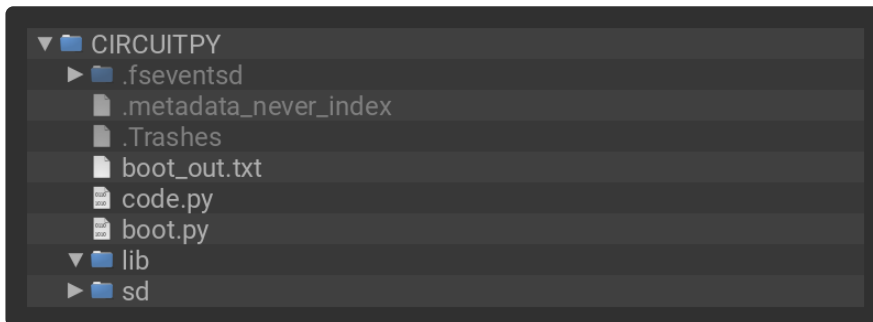 CIRCUITPY
.fseventsd
.metadata_never_index
.Trashes
boot_out.txt
code.py
boot.py
lib
sd